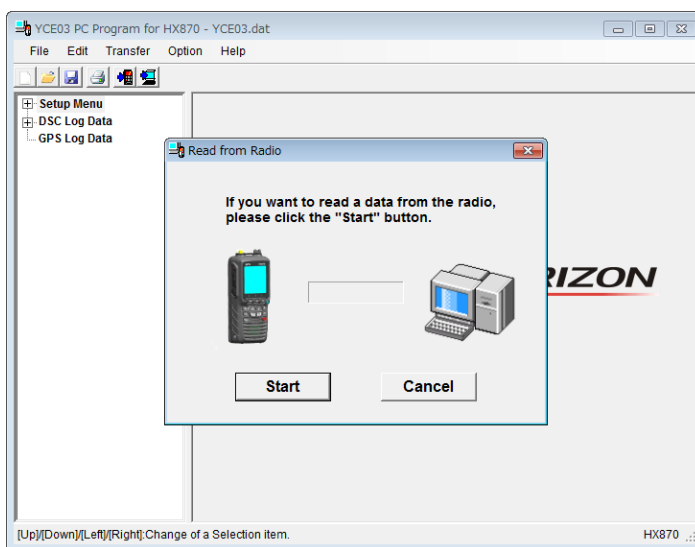 YCE03 PC Program for HX870 - YCE03.dat
File Edit Transfer Option Help
Setup Menu
DSC Log Data
GPS Log Data
Read from Radio
If you want to read a data from the radio,
please click the "Start" button.
RIZON
Start Cancel
[Up]/[Down]/[Left]/[Right]:Change of a Selection item. HX870